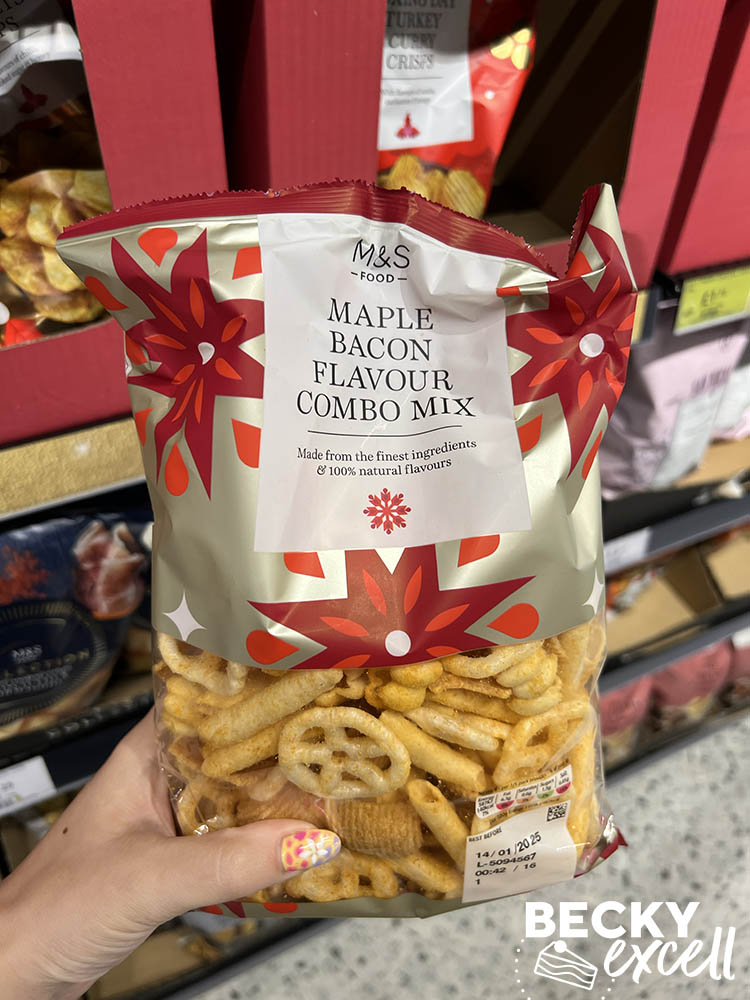 TURKEY
CURRY
CRISPS
M&S
FOOD
MAPLE
BACON
FLAVOUR
COMBO MIX
Made from the finest ingredients
& 100% natural flavours
M&S
BEST BEFORE
14/01/2025
L-5094567
00:42 / 16
1
BECKY
excell